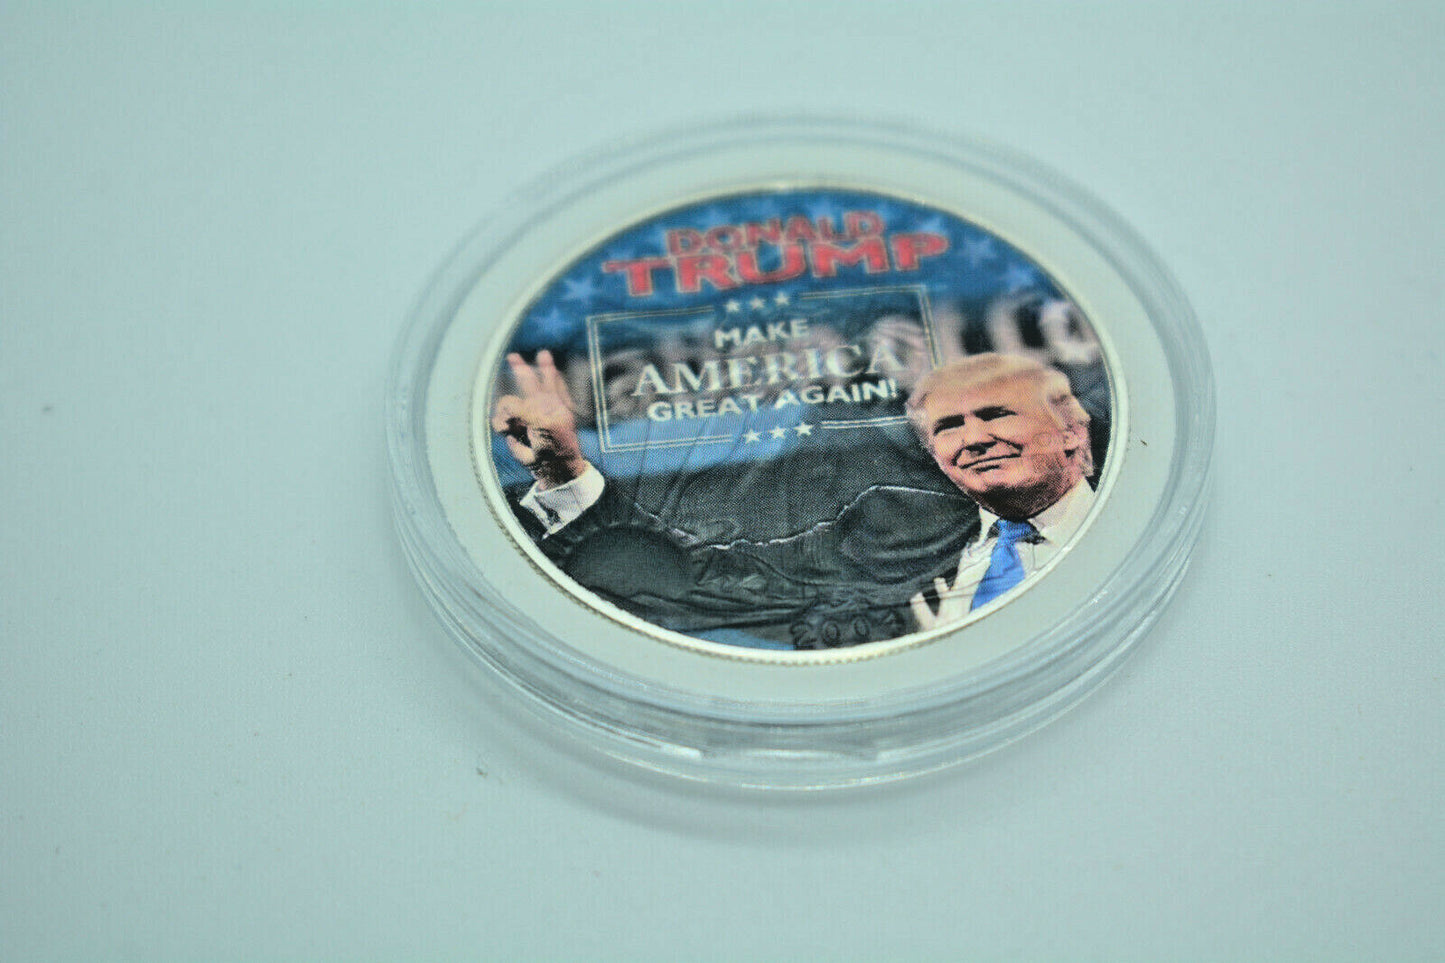 DONALD
TRUMP
MAKE
AMERICA
GREAT AGAIN!